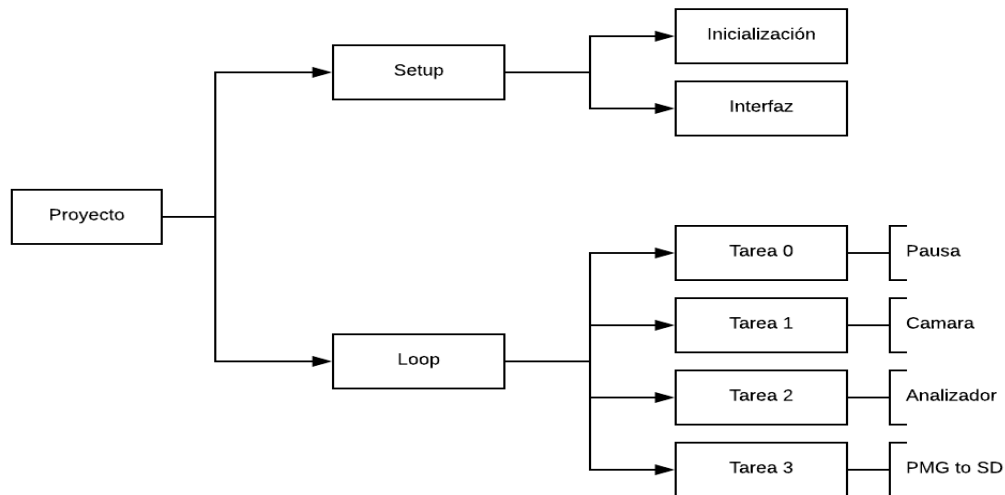 Inicialización
Setup
Interfaz
Proyecto
Tarea 0
Pausa
Tarea 1
Camara
Loop
Tarea 2
Analizador
Tarea 3
PMG to SD